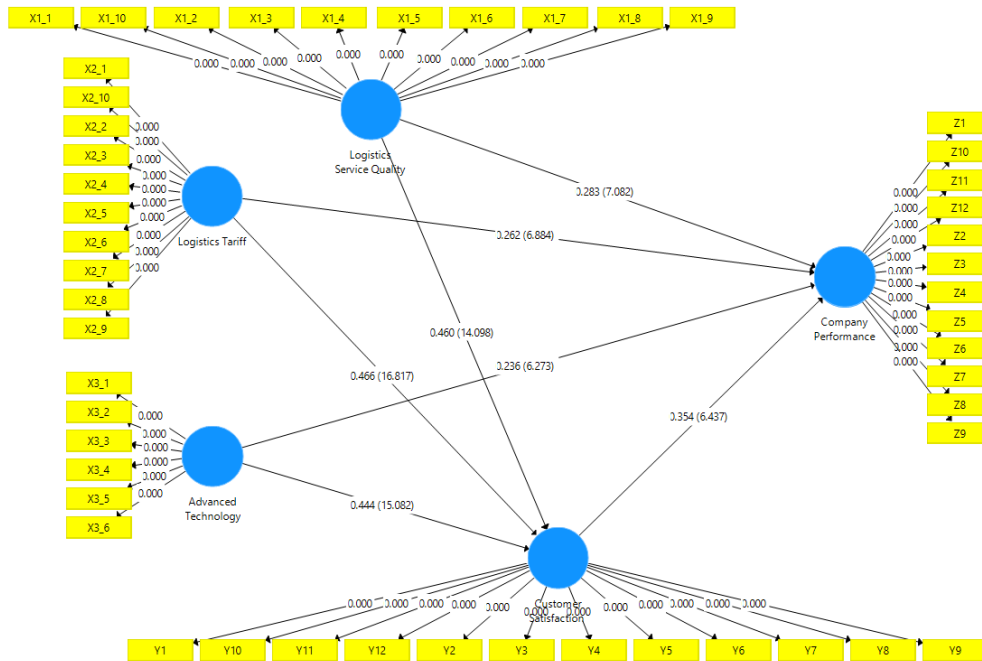 X1_1 X1_10 X1_2 X1_3 X1_4 X1_5 X1_6 X1_7 X1_8 X1_9
0.000 0.000 0.000 0.000 0.000 0.000 0.000 0.000 0.000 0.000
Logistics
Service Quality
X2_1
X2_10
X2_2
X2_3
X2_4
X2_5
X2_6
X2_7
X2_8
X2_9
0.000
0.000
0.000
0.000
0.000
0.000
0.000
0.000
0.000
0.000
Logistics Tariff
0.283 (7.082)
0.262 (6.884)
0.460 (14.098)
0.236 (6.273)
0.466 (16.817)
0.354 (6.437)
0.444 (15.082)
Z1
Z10
Z11
Z12
Z2
Z3
Z4
Z5
Z6
Z7
Z8
Z9
0.000
0.000
0.000
0.000
0.000
0.000
0.000
0.000
0.000
0.000
0.000
0.000
Company
Performance
X3_1
X3_2
X3_3
X3_4
X3_5
X3_6
0.000
0.000
0.000
0.000
0.000
0.000
Advanced
Technology
Customer
Satisfaction
0.000 0.000 0.000 0.000 0.000 0.000 0.000 0.000 0.000 0.000 0.000 0.000
Y1 Y10 Y11 Y12 Y2 Y3 Y4 Y5 Y6 Y7 Y8 Y9